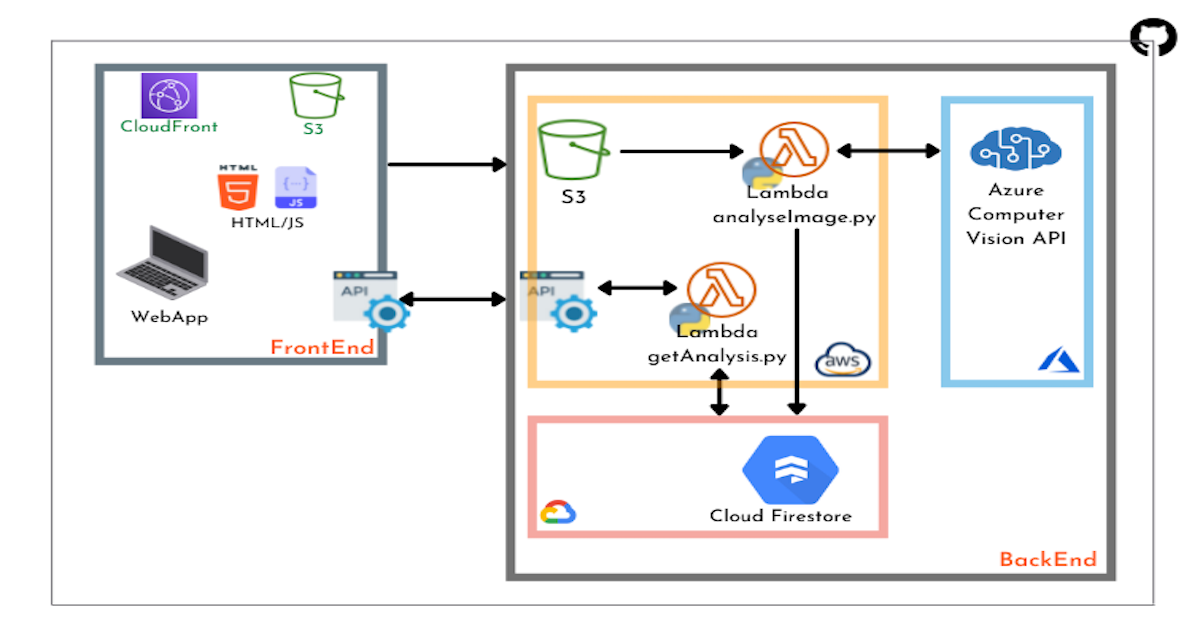 CloudFront
S3
HTML
5
{--}
JS
HTML/JS
WebApp
API
FrontEnd
S3
Lambda
analyseImage.py
API
Lambda
getAnalysis.py
aws
Azure
Computer
Vision API
Cloud Firestore
BackEnd